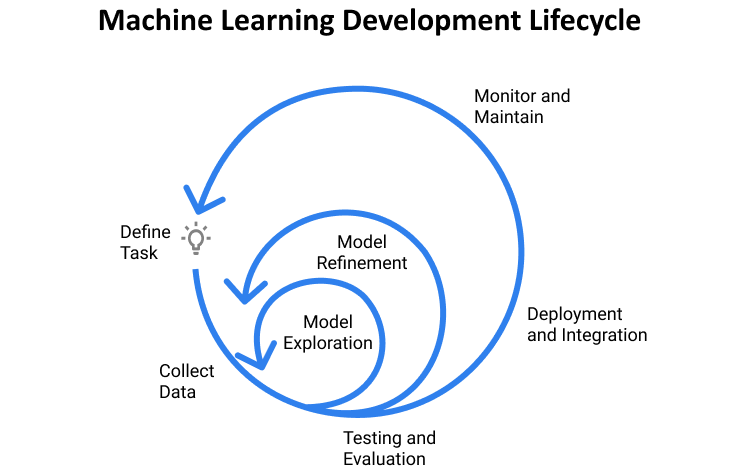 Machine Learning Development Lifecycle
Monitor and
Maintain
Define
Task
Model
Refinement
Model
Exploration
Deployment
and Integration
Collect
Data
Testing and
Evaluation